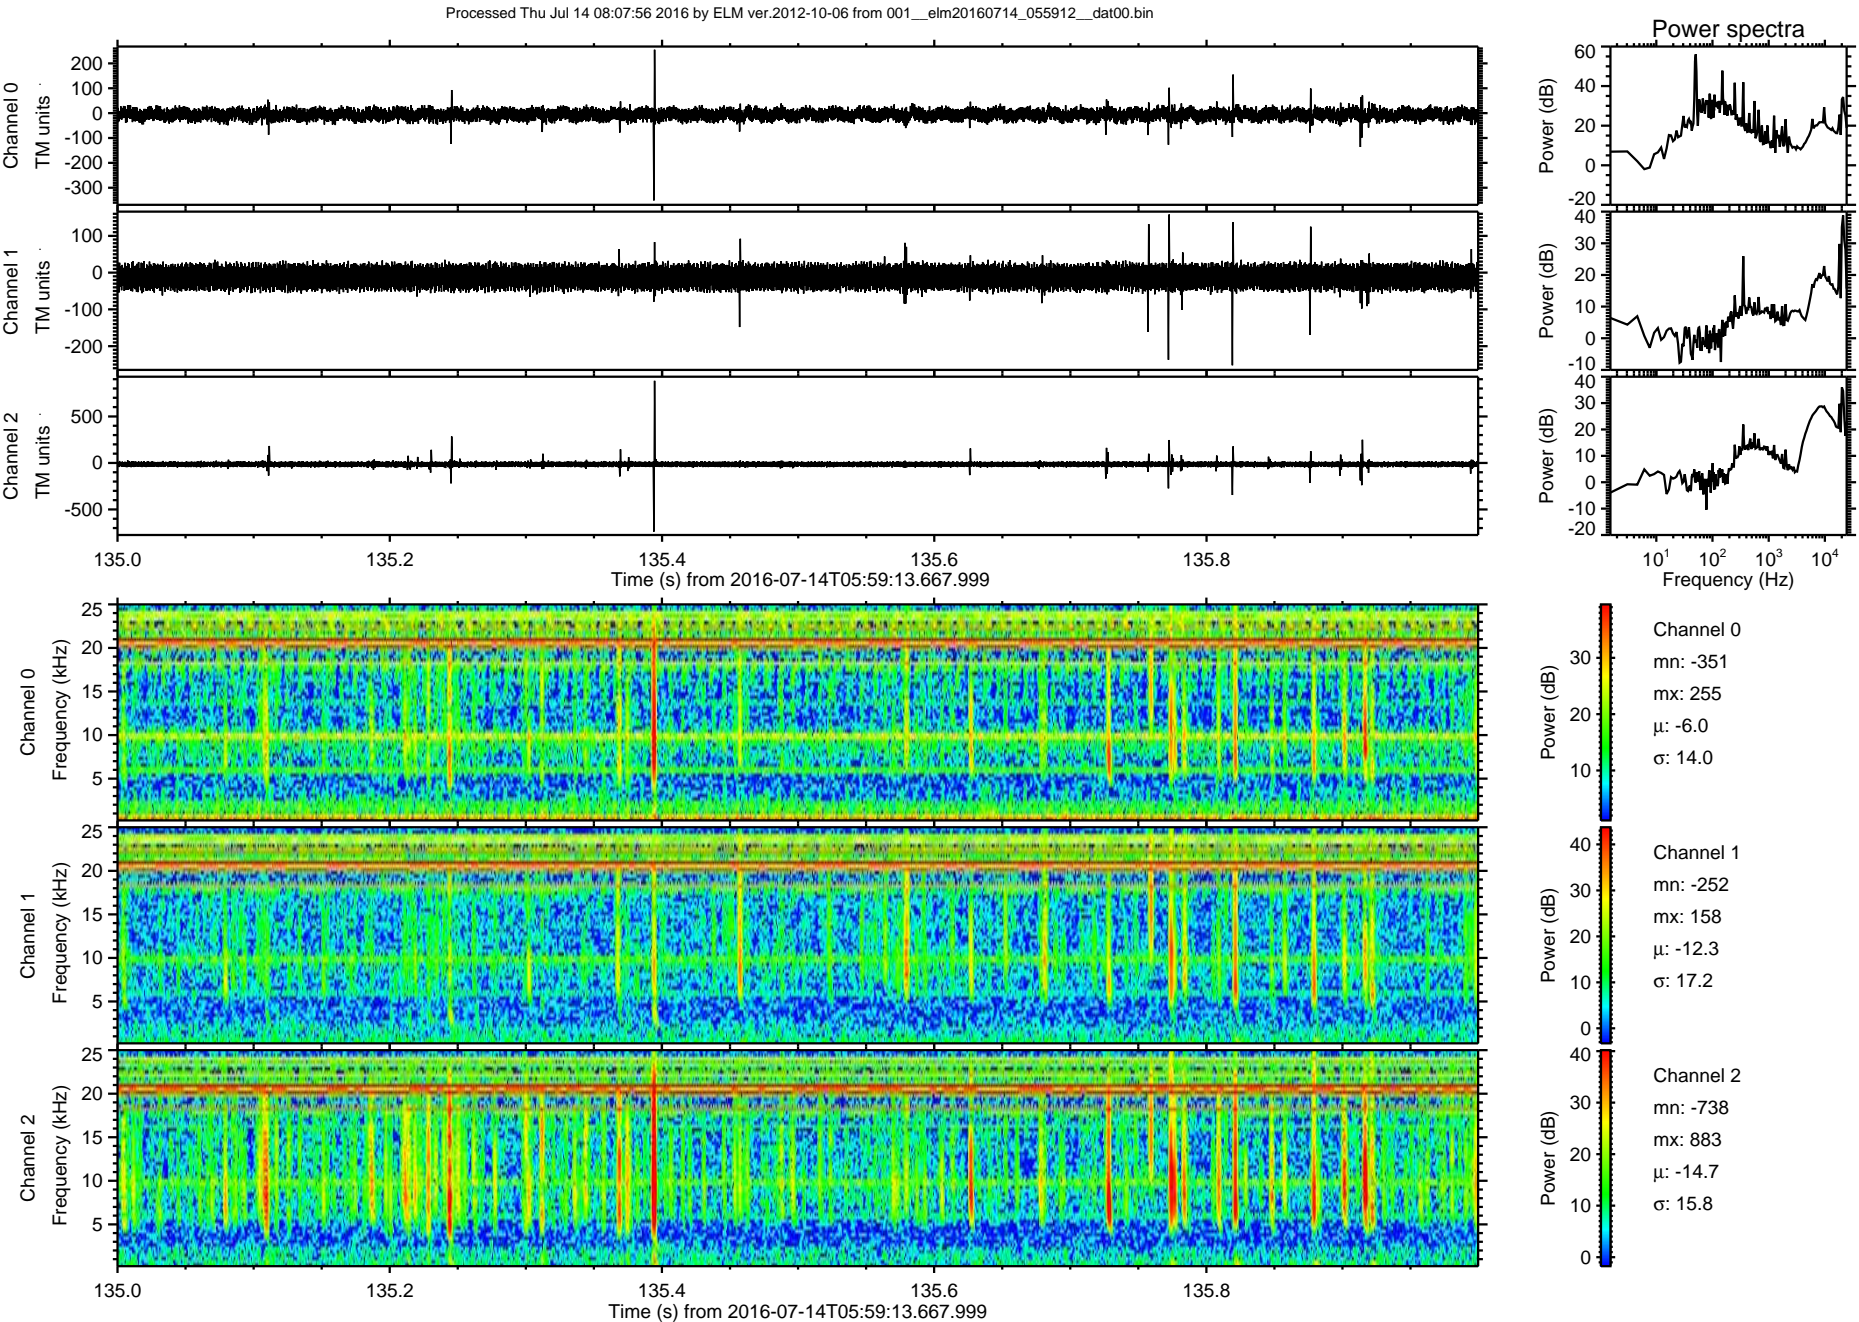 Processed Thu Jul 14 08:07:56 2016 by ELM ver.2012-10-06 from 001__elm20160714_055912__dat00.bin
Power spectra
Channel 0
TM units
200
100
0
-100
-200
-300
Power (dB)
60
40
20
0
-20
Channel 1
TM units
100
0
-100
-200
Power (dB)
40
30
20
10
0
-10
Channel 2
TM units
500
0
-500
Power (dB)
40
30
20
10
0
-10
-20
135.0 135.2 135.4 135.6 135.8
Time (s) from 2016-07-14T05:59:13.667.999
10^1 10^2 10^3 10^4
Frequency (Hz)
Channel 0
Frequency (kHz)
25
20
15
10
5
Power (dB)
30
20
10
Channel 0
mn: -351
mx: 255
μ: -6.0
σ: 14.0
Channel 1
Frequency (kHz)
25
20
15
10
5
Power (dB)
40
30
20
10
0
Channel 1
mn: -252
mx: 158
μ: -12.3
σ: 17.2
Channel 2
Frequency (kHz)
25
20
15
10
5
Power (dB)
40
30
20
10
0
Channel 2
mn: -738
mx: 883
μ: -14.7
σ: 15.8
135.0 135.2 135.4 135.6 135.8
Time (s) from 2016-07-14T05:59:13.667.999